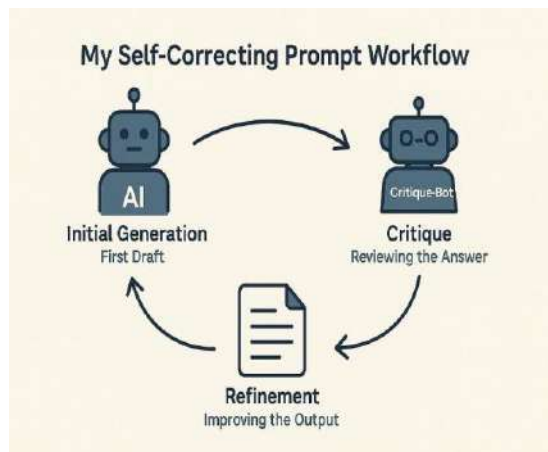 My Self-Correcting Prompt Workflow
AI
Initial Generation
First Draft
Critique-Bot
Critique
Reviewing the Answer
Refinement
Improving the Output